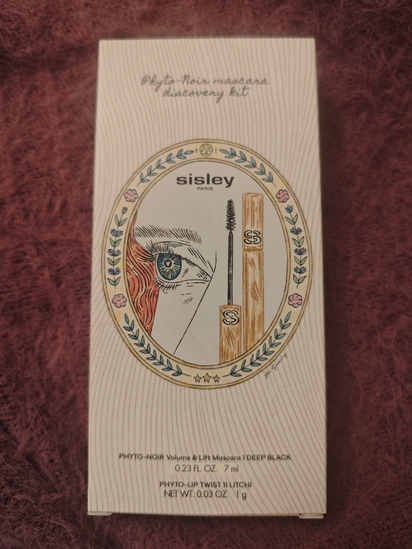 Phyto-Noir mascara
discovery kit
sisley
PARIS
PHYTO-NOIR Volume & Lift Mascara 1 DEEP BLACK
0.23 FL. OZ. 7 ml
PHYTO-LIP TWIST 11 LITCHI
NET WT. 0.03 OZ. 1 g